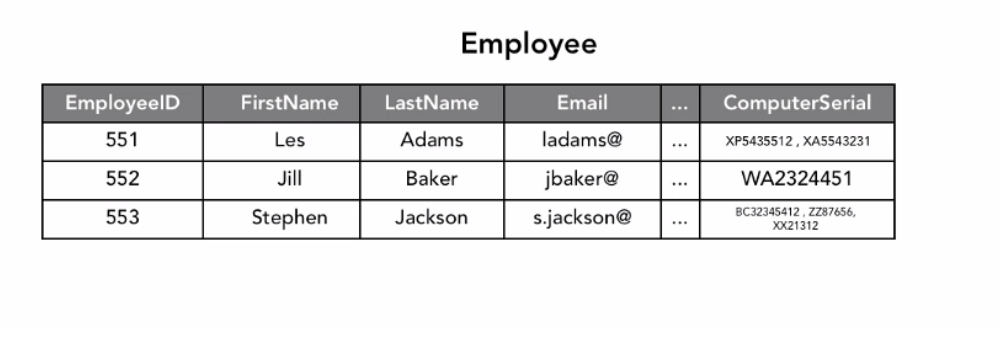 Employee
EmployeeID FirstName LastName Email ... ComputerSerial
551 Les Adams ladams@ ... XP5435512 , XA5543231
552 Jill Baker jbaker@ ... WA2324451
553 Stephen Jackson s.jackson@ ... BC32345412 , ZZ87656,
XX21312